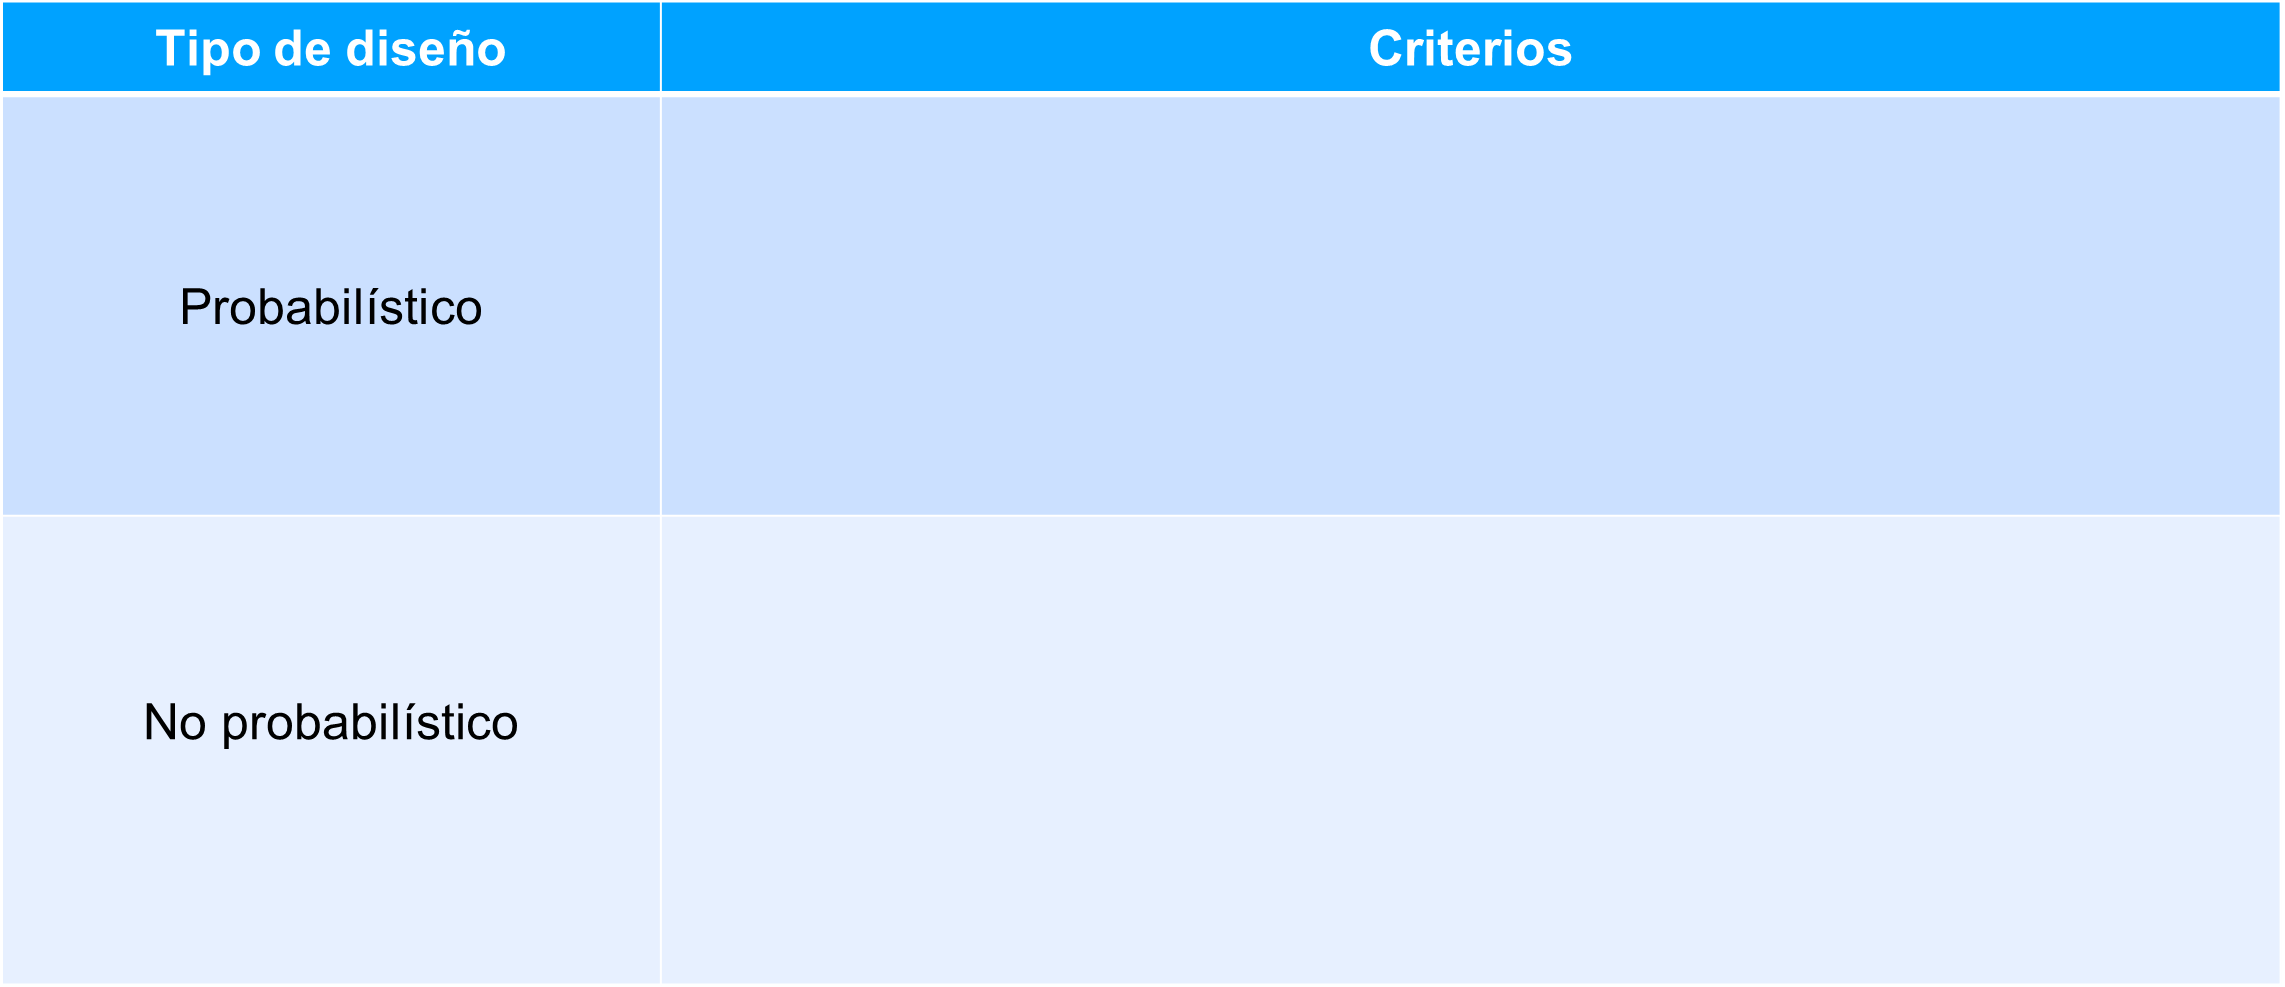 Tipo de diseño
Criterios
Probabilístico
No probabilístico